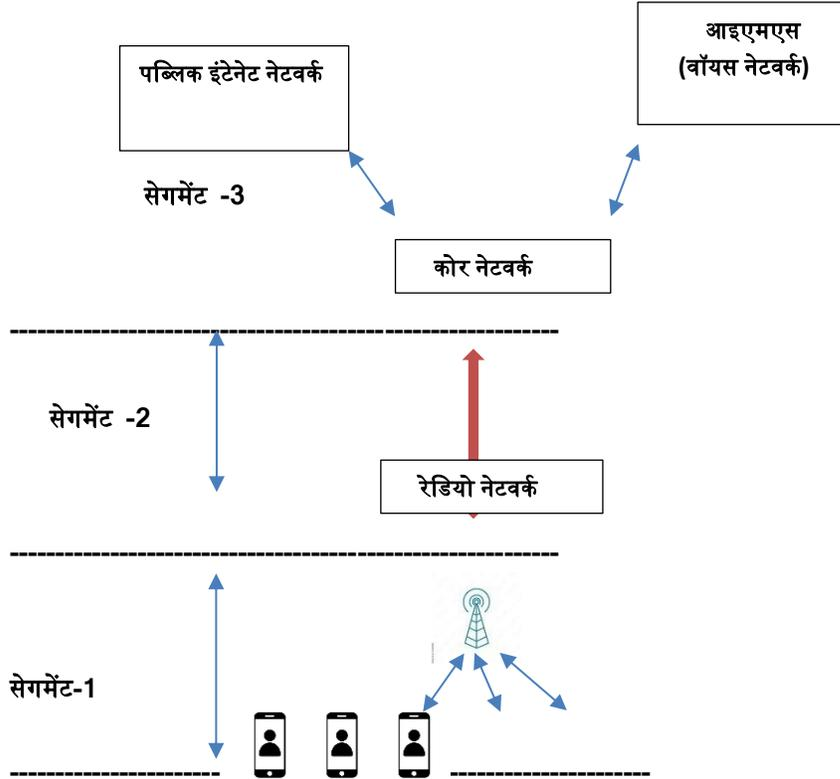 आइएमएस
(वॉयस नेटवर्क)
पब्लिक इंटेनेट नेटवर्क
सेगमेंट -3
कोर नेटवर्क
सेगमेंट -2
रेडियो नेटवर्क
सेगमेंट-1